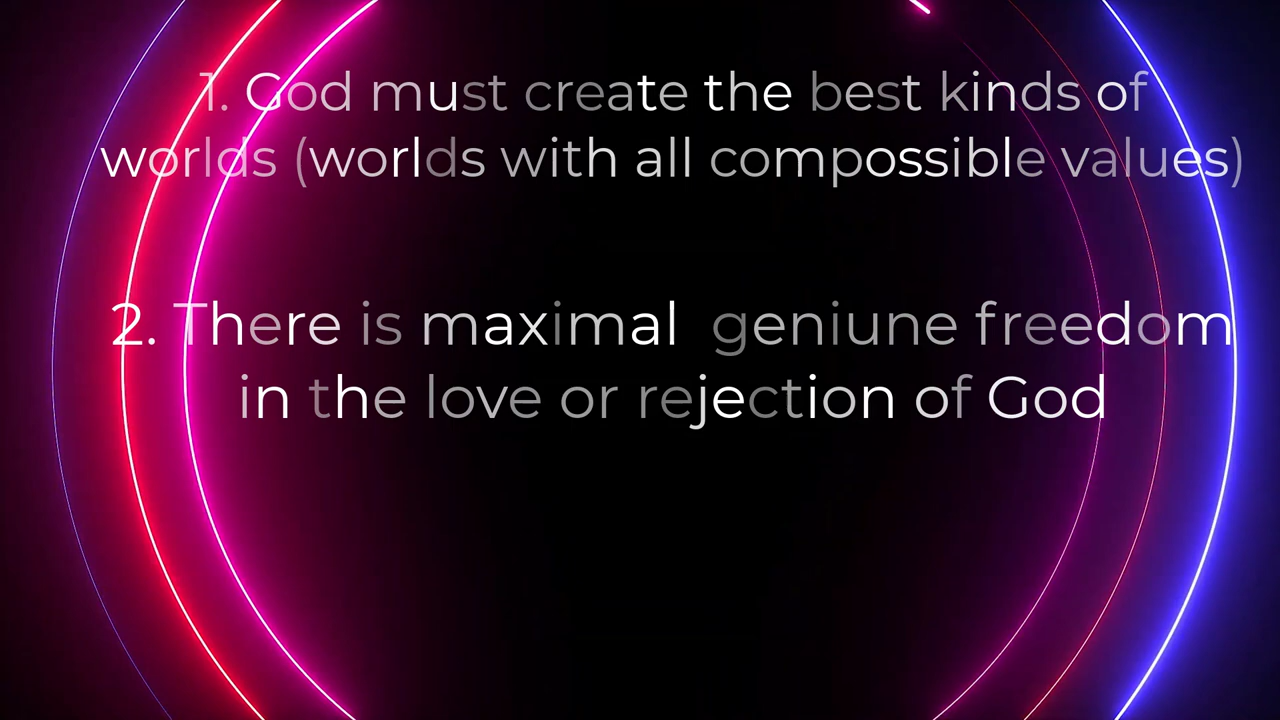 1. God must create the best kinds of
worlds (worlds with all compossible values)
2. There is maximal geniune freedom
in the love or rejection of God